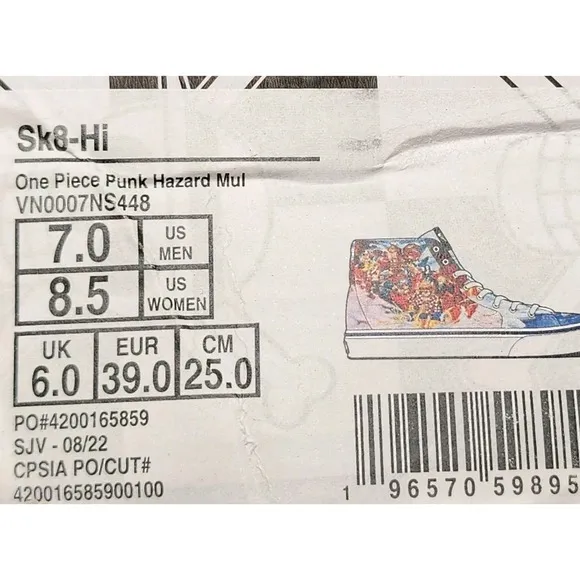 Sk8-Hi
One Piece Punk Hazard Mul
VN0007NS448
7.0 US MEN
8.5 US WOMEN
UK EUR CM
6.0 39.0 25.0
PO#4200165859
SJV - 08/22
CPSIA PO/CUT#
420016585900100
1 96570 59895